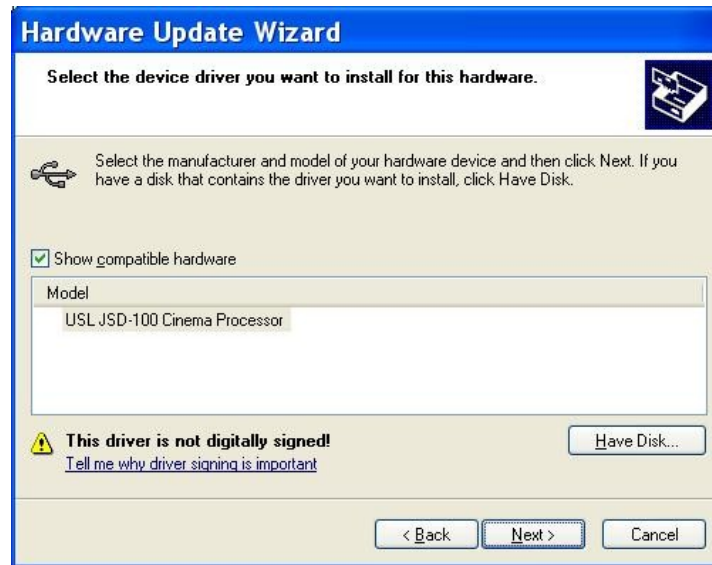 Hardware Update Wizard
Select the device driver you want to install for this hardware.
Select the manufacturer and model of your hardware device and then click Next. If you
have a disk that contains the driver you want to install, click Have Disk.
Show compatible hardware
Model
USL JSD-100 Cinema Processor
This driver is not digitally signed!
Have Disk...
Tell me why driver signing is important
< Back
Next >
Cancel